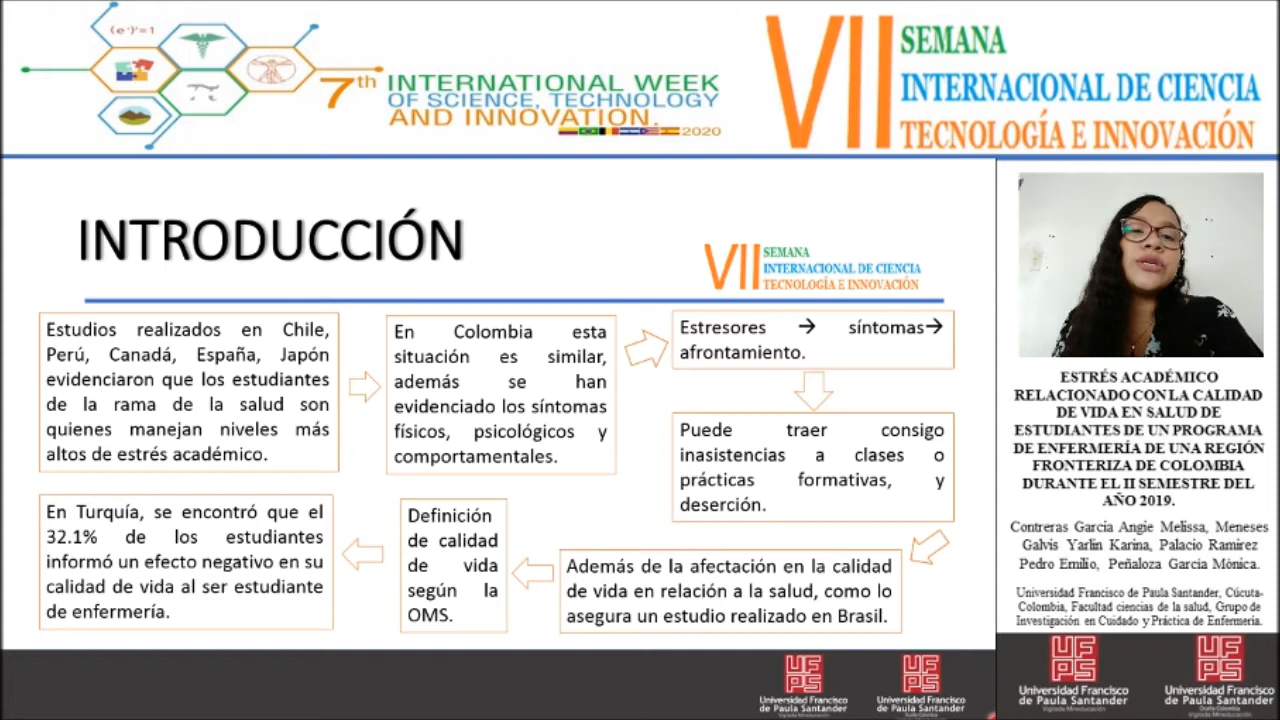 (e x)²=1
7th INTERNATIONAL WEEK
OF SCIENCE, TECHNOLOGY
AND INNOVATION.
2020
VII SEMANA
INTERNACIONAL DE CIENCIA
TECNOLOGÍA E INNOVACIÓN
INTRODUCCIÓN
VII SEMANA
INTERNACIONAL DE CIENCIA
TECNOLOGÍA E INNOVACIÓN
Estudios realizados en Chile,
Perú, Canadá, España, Japón
evidenciaron que los estudiantes
de la rama de la salud son
quienes manejan niveles más
altos de estrés académico.
En Colombia esta
situación es similar,
además se han
evidenciado los síntomas
físicos, psicológicos y
comportamentales.
Estresores → síntomas→
afrontamiento.
Puede traer consigo
inasistencias a clases o
prácticas formativas, y
deserción.
Además de la afectación en la calidad
de vida en relación a la salud, como lo
asegura un estudio realizado en Brasil.
Definición
de calidad
de vida
según la
OMS.
En Turquía, se encontró que el
32.1% de los estudiantes
informó un efecto negativo en su
calidad de vida al ser estudiante
de enfermería.
ESTRÉS ACADÉMICO
RELACIONADO CON LA CALIDAD
DE VIDA EN SALUD DE
ESTUDIANTES DE UN PROGRAMA
DE ENFERMERÍA DE UNA REGIÓN
FRONTERIZA DE COLOMBIA
DURANTE EL II SEMESTRE DEL
AÑO 2019.
Contreras García Angie Melissa, Meneses
Galvis Yarlin Karina, Palacio Ramirez
Pedro Emilio, Peñaloza Garcia Mónica.
Universidad Francisco de Paula Santander, Cúcuta-
Colombia, Facultad ciencias de la salud, Grupo de
Investigación en Cuidado y Práctica de Enfermería.
UFPS
Universidad Francisco
de Paula Santander
Vigilada Mineducación
UFPS
Universidad Francisco
de Paula Santander
UFPS
Universidad Francisco
de Paula Santander
Vigilada Mineducación
UFPS
Universidad Francisco
de Paula Santander